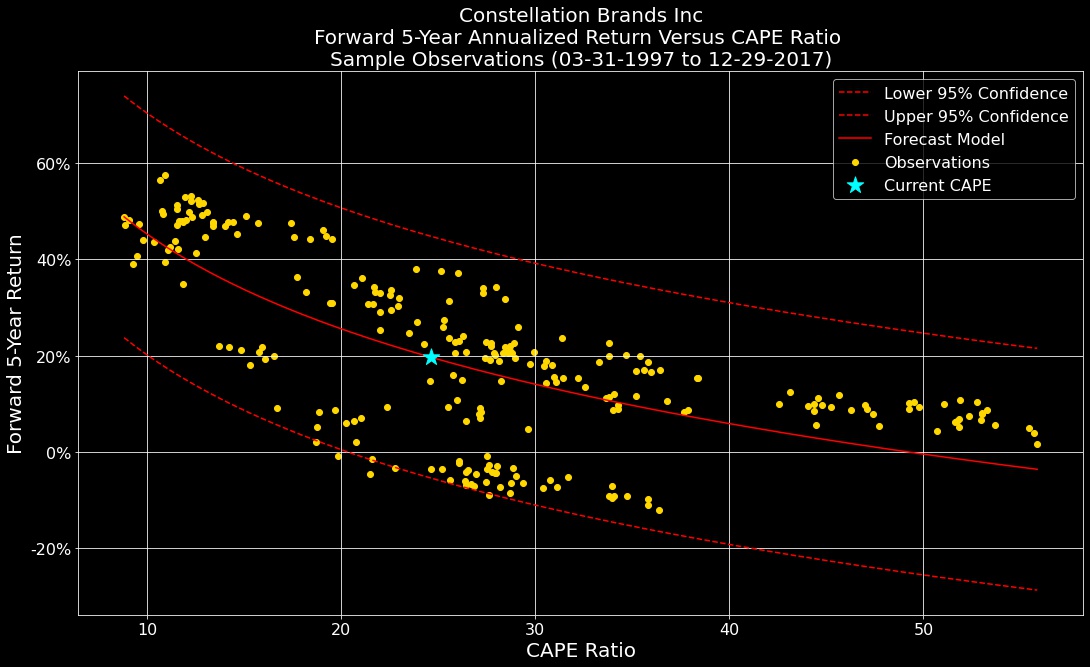 Constellation Brands Inc
Forward 5-Year Annualized Return Versus CAPE Ratio
Sample Observations (03-31-1997 to 12-29-2017)
Lower 95% Confidence
Upper 95% Confidence
Forecast Model
Observations
Current CAPE
Forward 5-Year Return
60%
40%
20%
0%
-20%
10 20 30 40 50
CAPE Ratio